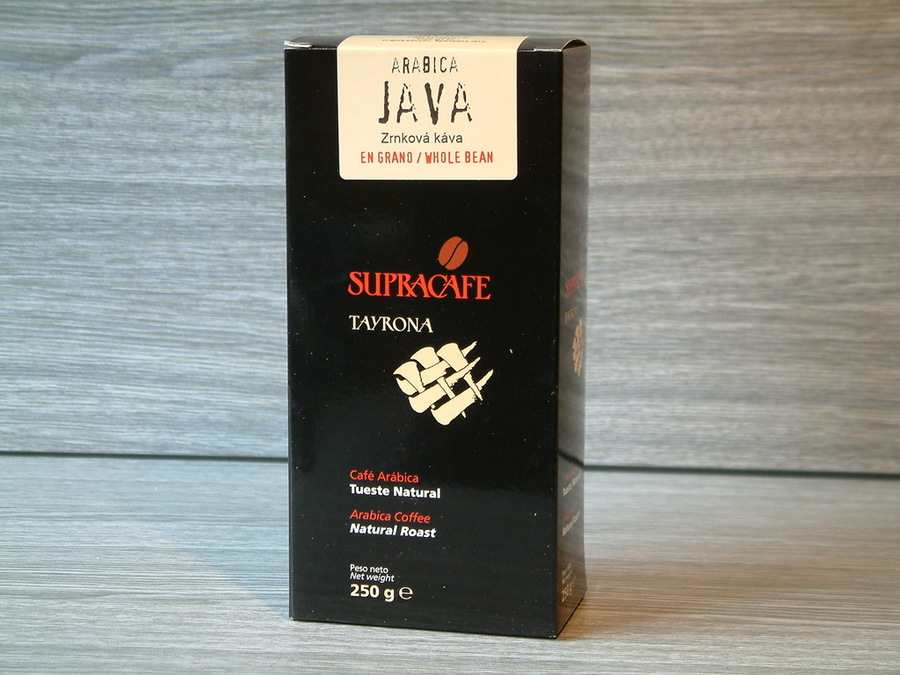 ARABICA
JAVA
Zrnková káva
EN GRANO / WHOLE BEAN
SUPRACAFE
TAYRONA
Café Arábica
Tueste Natural
Arabica Coffee
Natural Roast
Peso neto
Net weight
250 g ℮